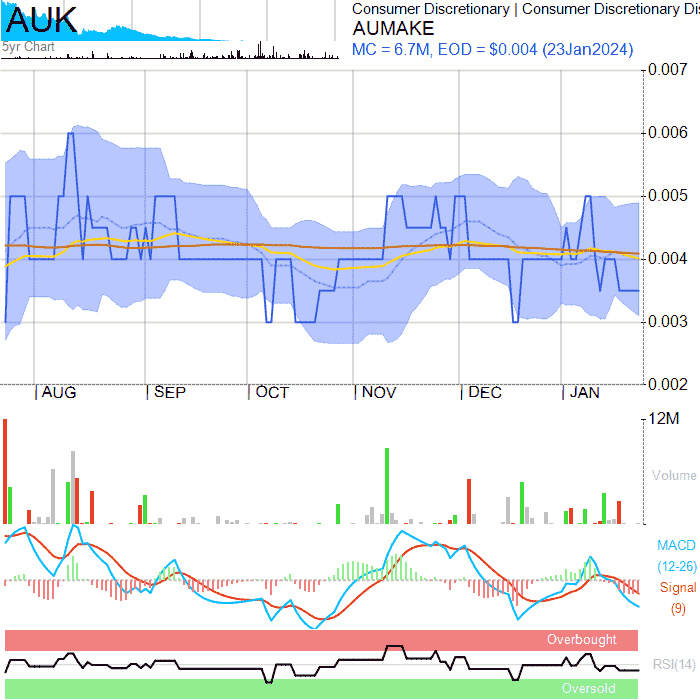 AUK
5yr Chart
Consumer Discretionary | Consumer Discretionary Dis
AUMAKE
MC = 6.7M, EOD = $0.004 (23Jan2024)
0.007
0.006
0.005
0.004
0.003
0.002
| AUG | SEP | OCT | NOV | DEC | JAN
12M
Volume
MACD
(12-26)
Signal
(9)
Overbought
RSI(14)
Oversold